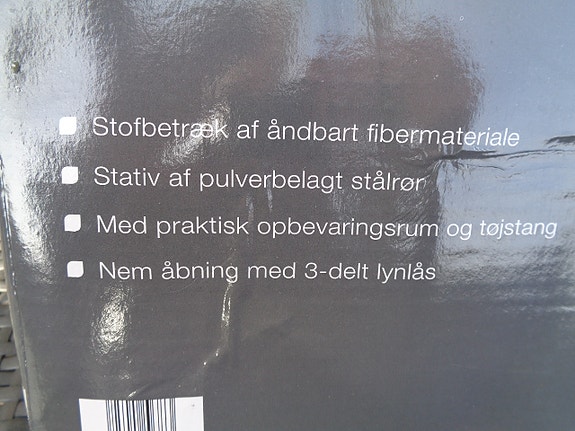 Stofbetræk af åndbart fibermateriale
Stativ af pulverbelagt stålrør
Med praktisk opbevaringsrum og tøjstang
Nem åbning med 3-delt lynlås